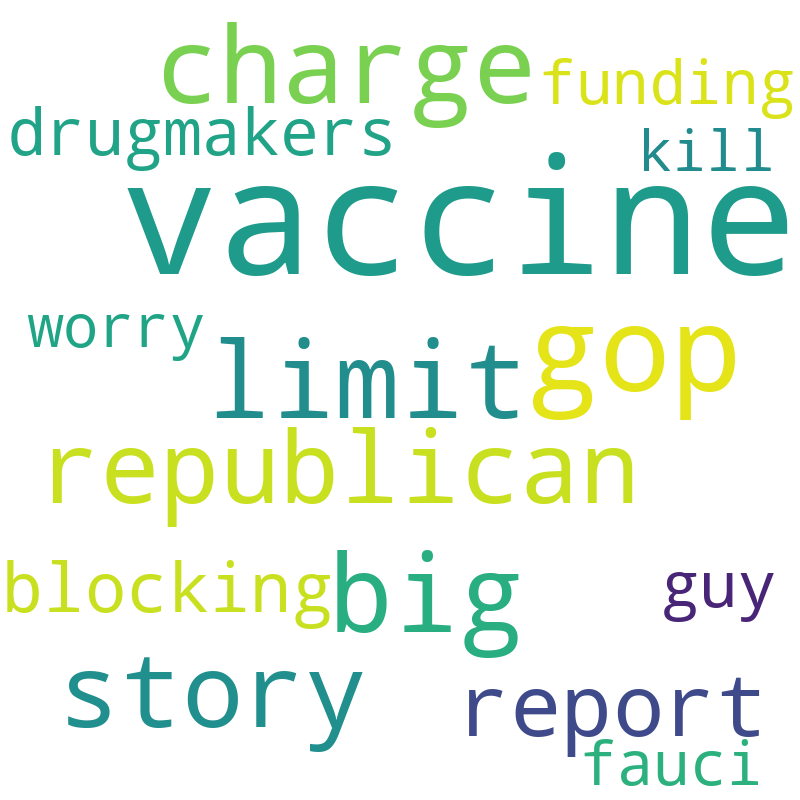 charge funding
drugmakers kill
vaccine
worry
limit gop
republican
blocking big guy
story report
fauci